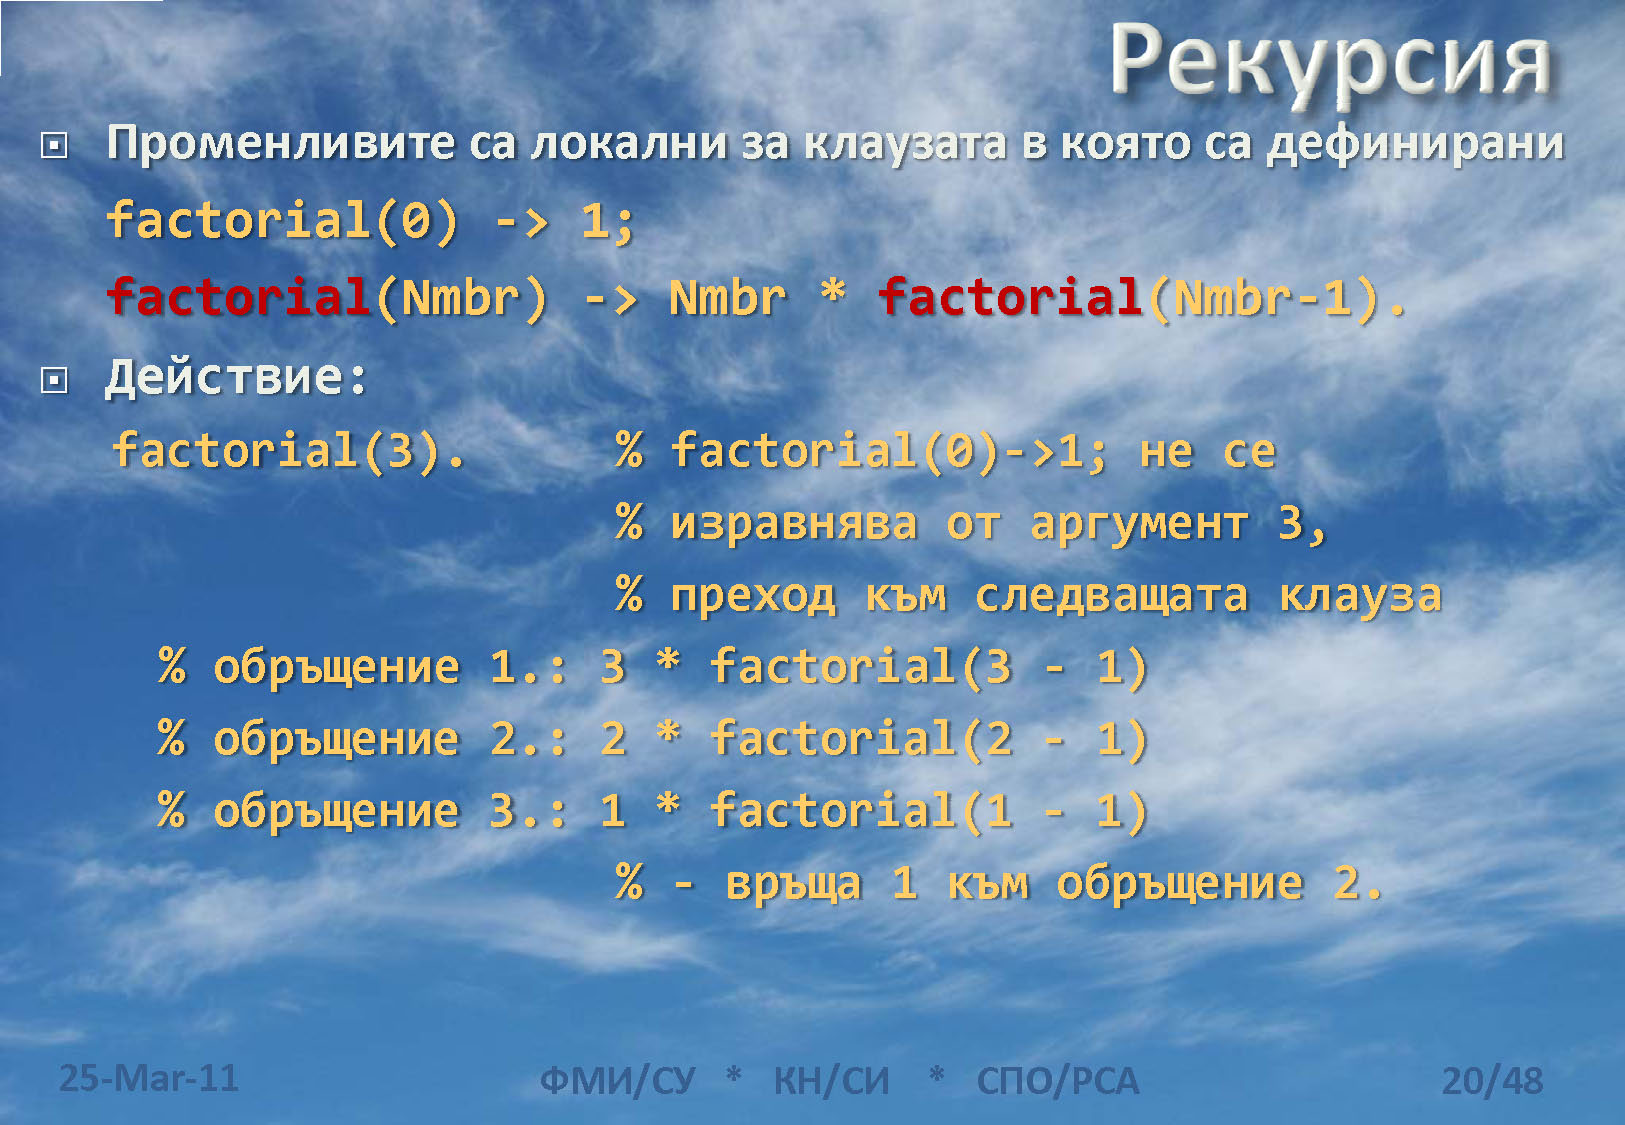 Рекурсия
Променливите са локални за клаузата в която са дефинирани
factorial(0) -> 1;
factorial(Nmbr) -> Nmbr * factorial(Nmbr-1).
Действие:
factorial(3). % factorial(0)->1; не се
% изравнява от аргумент 3,
% преход към следващата клауза
% обръщение 1.: 3 * factorial(3 - 1)
% обръщение 2.: 2 * factorial(2 - 1)
% обръщение 3.: 1 * factorial(1 - 1)
% - връща 1 към обръщение 2.
25-Mar-11 ФМИ/СУ * КН/СИ * СПО/РСА 20/48